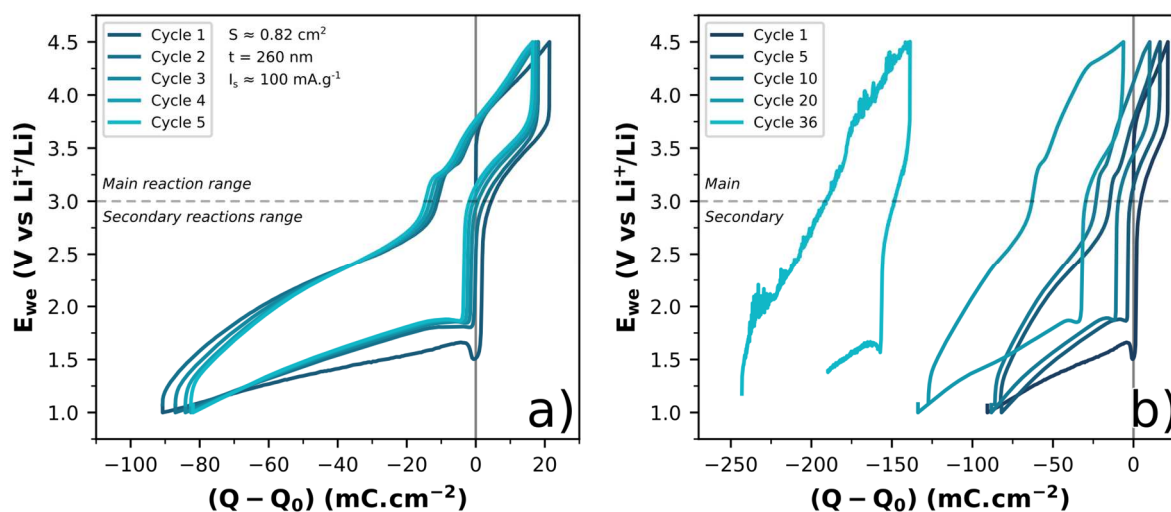 Cycle 1
Cycle 2
Cycle 3
Cycle 4
Cycle 5
S ≈ 0.82 cm²
t = 260 nm
Iₛ ≈ 100 mA.g⁻¹
4.5
4.0
3.5
3.0
2.5
2.0
1.5
1.0
E_we (V vs Li⁺/Li)
Main reaction range
Secondary reactions range
a)
−100
−80
−60
−40
−20
0
20
(Q − Q₀) (mC.cm⁻²)
Cycle 1
Cycle 5
Cycle 10
Cycle 20
Cycle 36
4.5
4.0
3.5
3.0
2.5
2.0
1.5
1.0
E_we (V vs Li⁺/Li)
Main
Secondary
b)
−250
−200
−150
−100
−50
0
(Q − Q₀) (mC.cm⁻²)